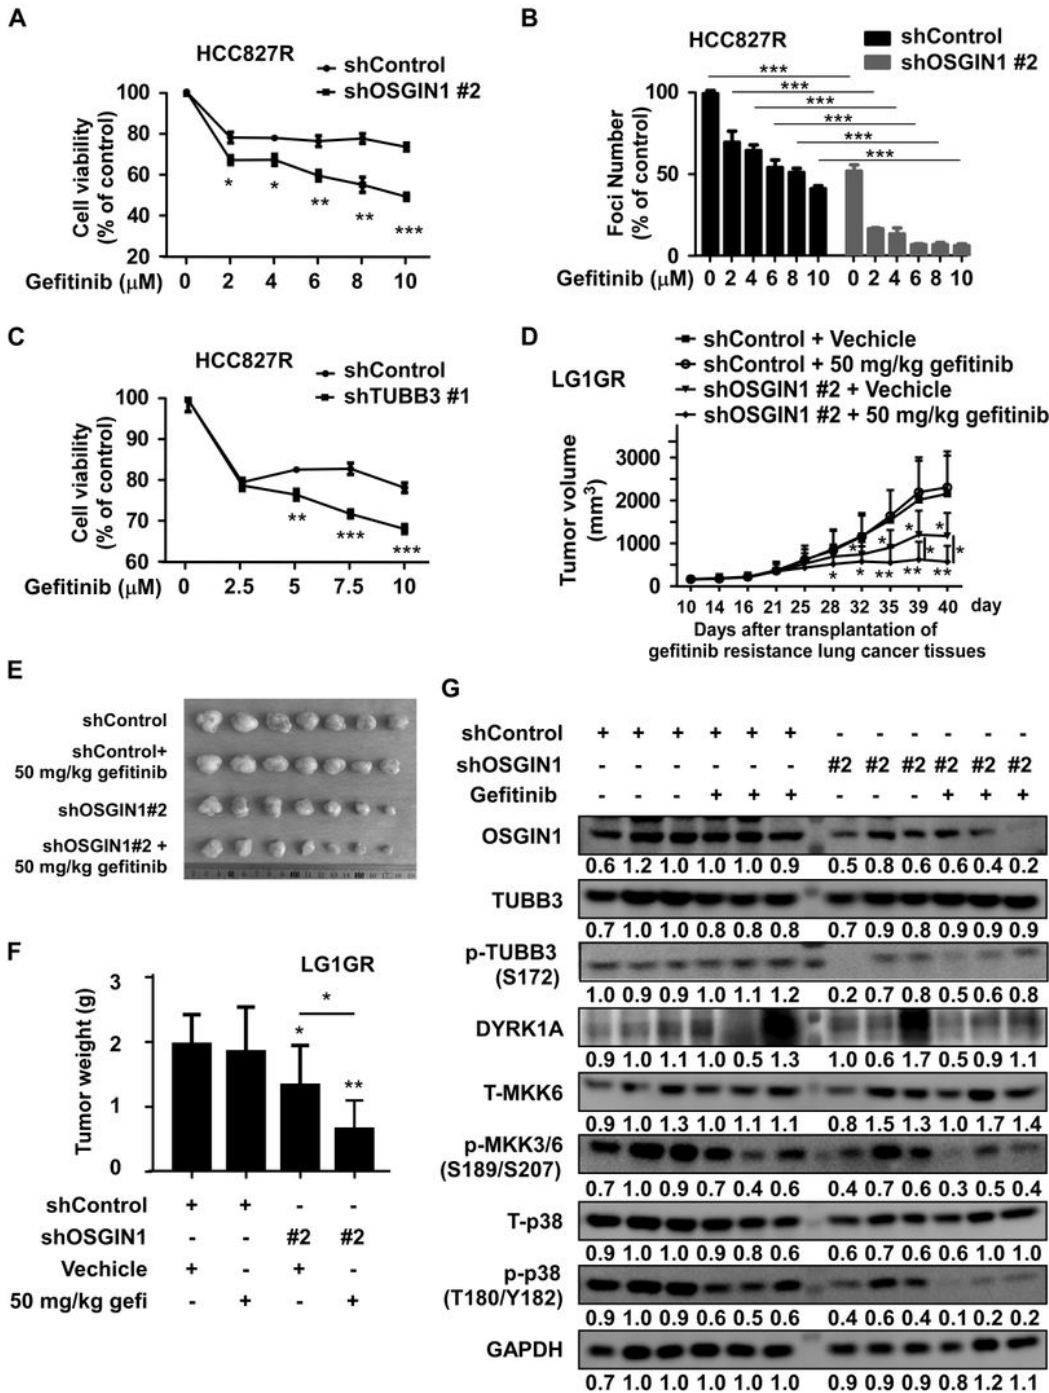 A
HCC827R
shControl
shOSGIN1 #2
Cell viability
(% of control)
100
80
60
40
20
* * ** ** ***
Gefitinib (μM) 0 2 4 6 8 10
B
HCC827R
shControl
shOSGIN1 #2
***
***
***
***
***
***
Foci Number
(% of control)
100
50
0
Gefitinib (μM) 0 2 4 6 8 10 0 2 4 6 8 10
C
HCC827R
shControl
shTUBB3 #1
Cell viability
(% of control)
100
90
80
70
60
** *** ***
Gefitinib (μM) 0 2.5 5 7.5 10
D
LG1GR
shControl + Vechicle
shControl + 50 mg/kg gefitinib
shOSGIN1 #2 + Vechicle
shOSGIN1 #2 + 50 mg/kg gefitinib
Tumor volume
(mm3)
3000
2000
1000
0
* * * *
* *
* * ** ** **
10 14 16 21 25 28 32 35 39 40 day
Days after transplantation of
gefitinib resistance lung cancer tissues
E
shControl
shControl+
50 mg/kg gefitinib
shOSGIN1#2
shOSGIN1#2 +
50 mg/kg gefitinib
F
LG1GR
Tumor weight (g)
3
2
1
0
*
* **
shControl + + - -
shOSGIN1 - - #2 #2
Vechicle + - + -
50 mg/kg gefi - + - +
G
shControl + + + + + + - - - - - -
shOSGIN1 - - - - - - #2 #2 #2 #2 #2 #2
Gefitinib - - - + + + - - - + + +
OSGIN1
0.6 1.2 1.0 1.0 1.0 0.9 0.5 0.8 0.6 0.6 0.4 0.2
TUBB3
0.7 1.0 1.0 0.8 0.8 0.8 0.7 0.9 0.8 0.9 0.9 0.9
p-TUBB3
(S172)
1.0 0.9 0.9 1.0 1.1 1.2 0.2 0.7 0.8 0.5 0.6 0.8
DYRK1A
0.9 1.0 1.1 1.0 0.5 1.3 1.0 0.6 1.7 0.5 0.9 1.1
T-MKK6
0.9 1.0 1.3 1.0 1.1 1.1 0.8 1.5 1.3 1.0 1.7 1.4
p-MKK3/6
(S189/S207)
0.7 1.0 0.9 0.7 0.4 0.6 0.4 0.7 0.6 0.3 0.5 0.4
T-p38
0.9 1.0 1.0 0.9 0.8 0.6 0.6 0.7 0.6 0.6 1.0 1.0
p-p38
(T180/Y182)
0.9 1.0 1.0 0.6 0.5 0.6 0.4 0.6 0.4 0.1 0.2 0.2
GAPDH
0.7 1.0 1.0 1.0 1.0 1.0 0.9 0.9 0.9 0.8 1.2 1.1